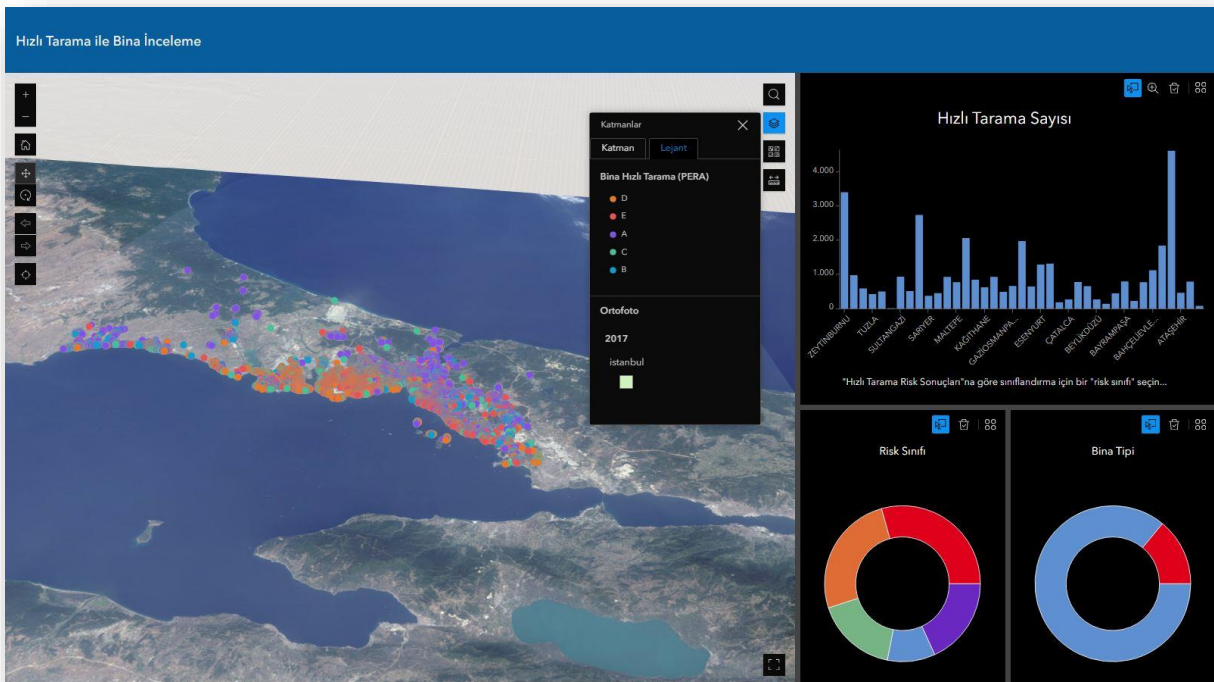 Hızlı Tarama ile Bina İnceleme
Katmanlar
Katman
Lejant
Bina Hızlı Tarama (PERA)
D
E
A
C
B
Ortofoto
2017
istanbul
Hızlı Tarama Sayısı
4.000
3.000
2.000
1.000
0
ZEYTİNBURNU
TUZLA
SULTANGAZİ
SARIYER
MALTEPE
KAĞITHANE
GAZİOSMANPA...
ESENYURT
ÇATALCA
BEYLİKDÜZÜ
BAYRAMPAŞA
BAHÇELİEVLE...
ATAŞEHİR
"Hızlı Tarama Risk Sonuçları"na göre sınıflandırma için bir "risk sınıfı" seçin...
Risk Sınıfı
Bina Tipi